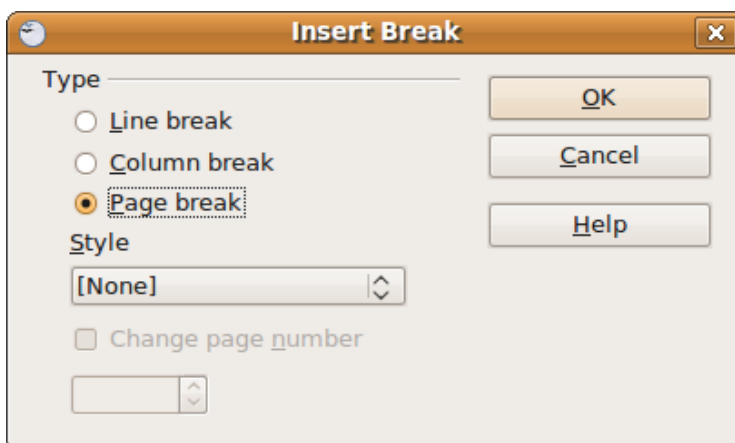 Insert Break
Type
Line break
Column break
Page break
Style
[None]
Change page number
OK
Cancel
Help